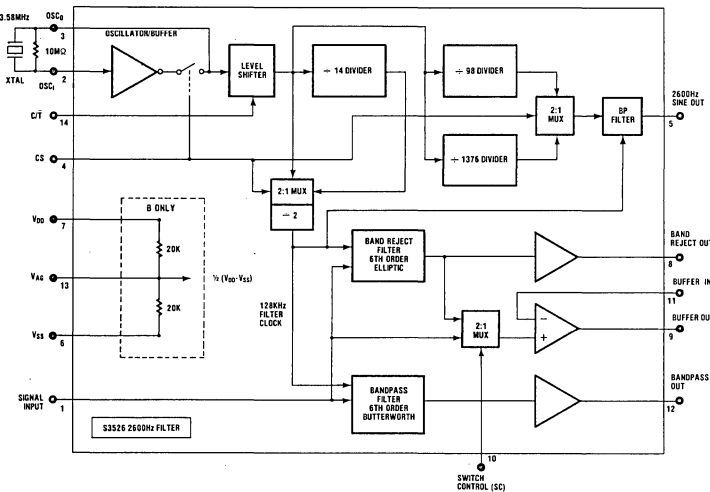 3.58MHz
OSC₀
3
10MΩ
XTAL
2
OSCᵢ
OSCILLATOR/BUFFER
LEVEL
SHIFTER
÷ 14 DIVIDER
÷ 98 DIVIDER
÷ 1376 DIVIDER
2:1
MUX
BP
FILTER
2600Hz
SINE OUT
5
C/T̅
14
CS
4
2:1 MUX
÷ 2
B ONLY
VDD
7
20K
VAG
13
½ (VDD-VSS)
20K
VSS
6
128KHz
FILTER
CLOCK
BAND REJECT
FILTER
6TH ORDER
ELLIPTIC
BAND
REJECT OUT
8
BUFFER IN
11
2:1
MUX
−
+
BUFFER OU
9
SIGNAL
INPUT
1
BANDPASS
FILTER
6TH ORDER
BUTTERWORTH
BANDPASS
OUT
12
S3526 2600Hz FILTER
10
SWITCH
CONTROL (SC)